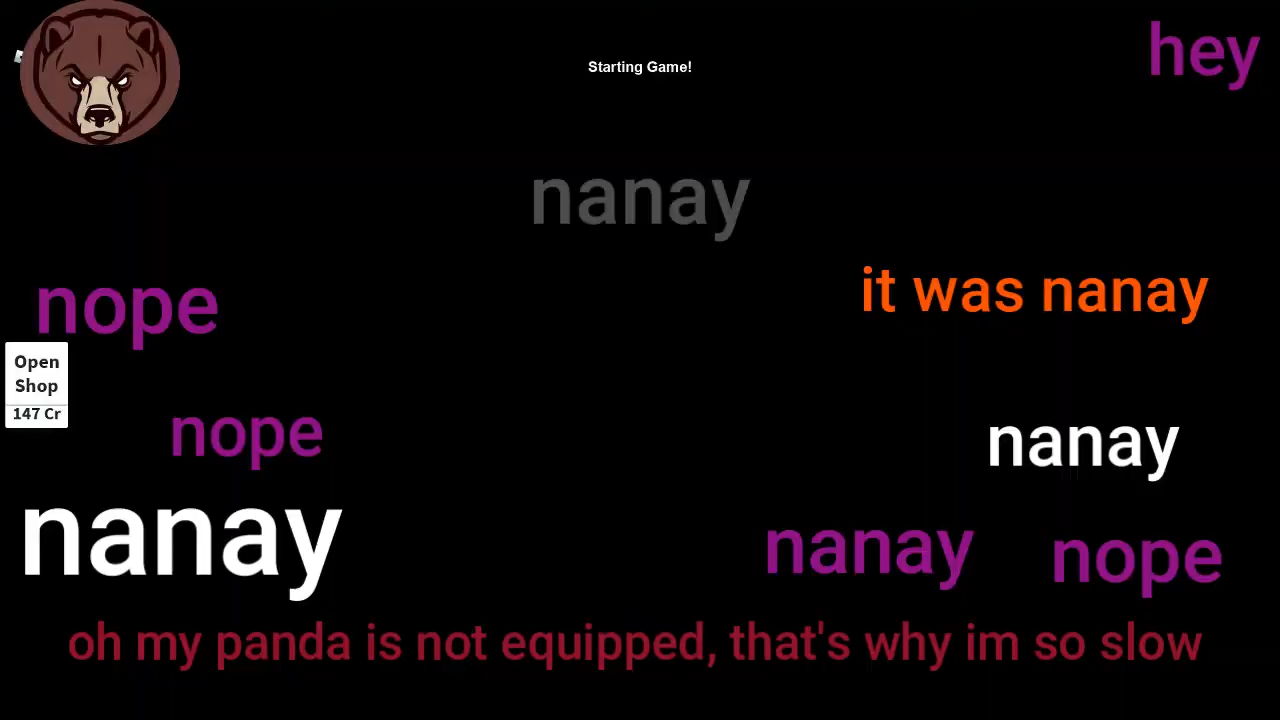 hey
Starting Game!
nanay
it was nanay
nope
Open
Shop
147 Cr
nope
nanay
nanay
nanay
nope
oh my panda is not equipped, that's why im so slow